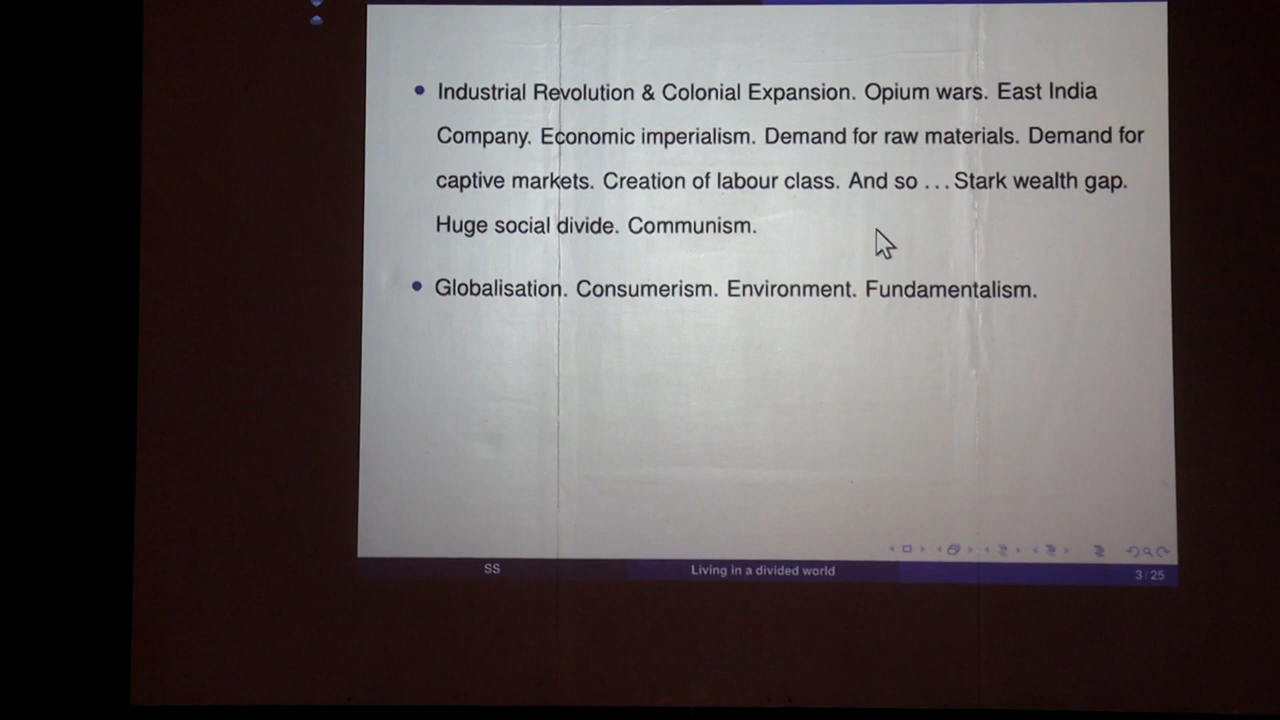 Industrial Revolution & Colonial Expansion. Opium wars. East India
Company. Economic imperialism. Demand for raw materials. Demand for
captive markets. Creation of labour class. And so ... Stark wealth gap.
Huge social divide. Communism.
Globalisation. Consumerism. Environment. Fundamentalism.
SS
Living in a divided world
3 / 25